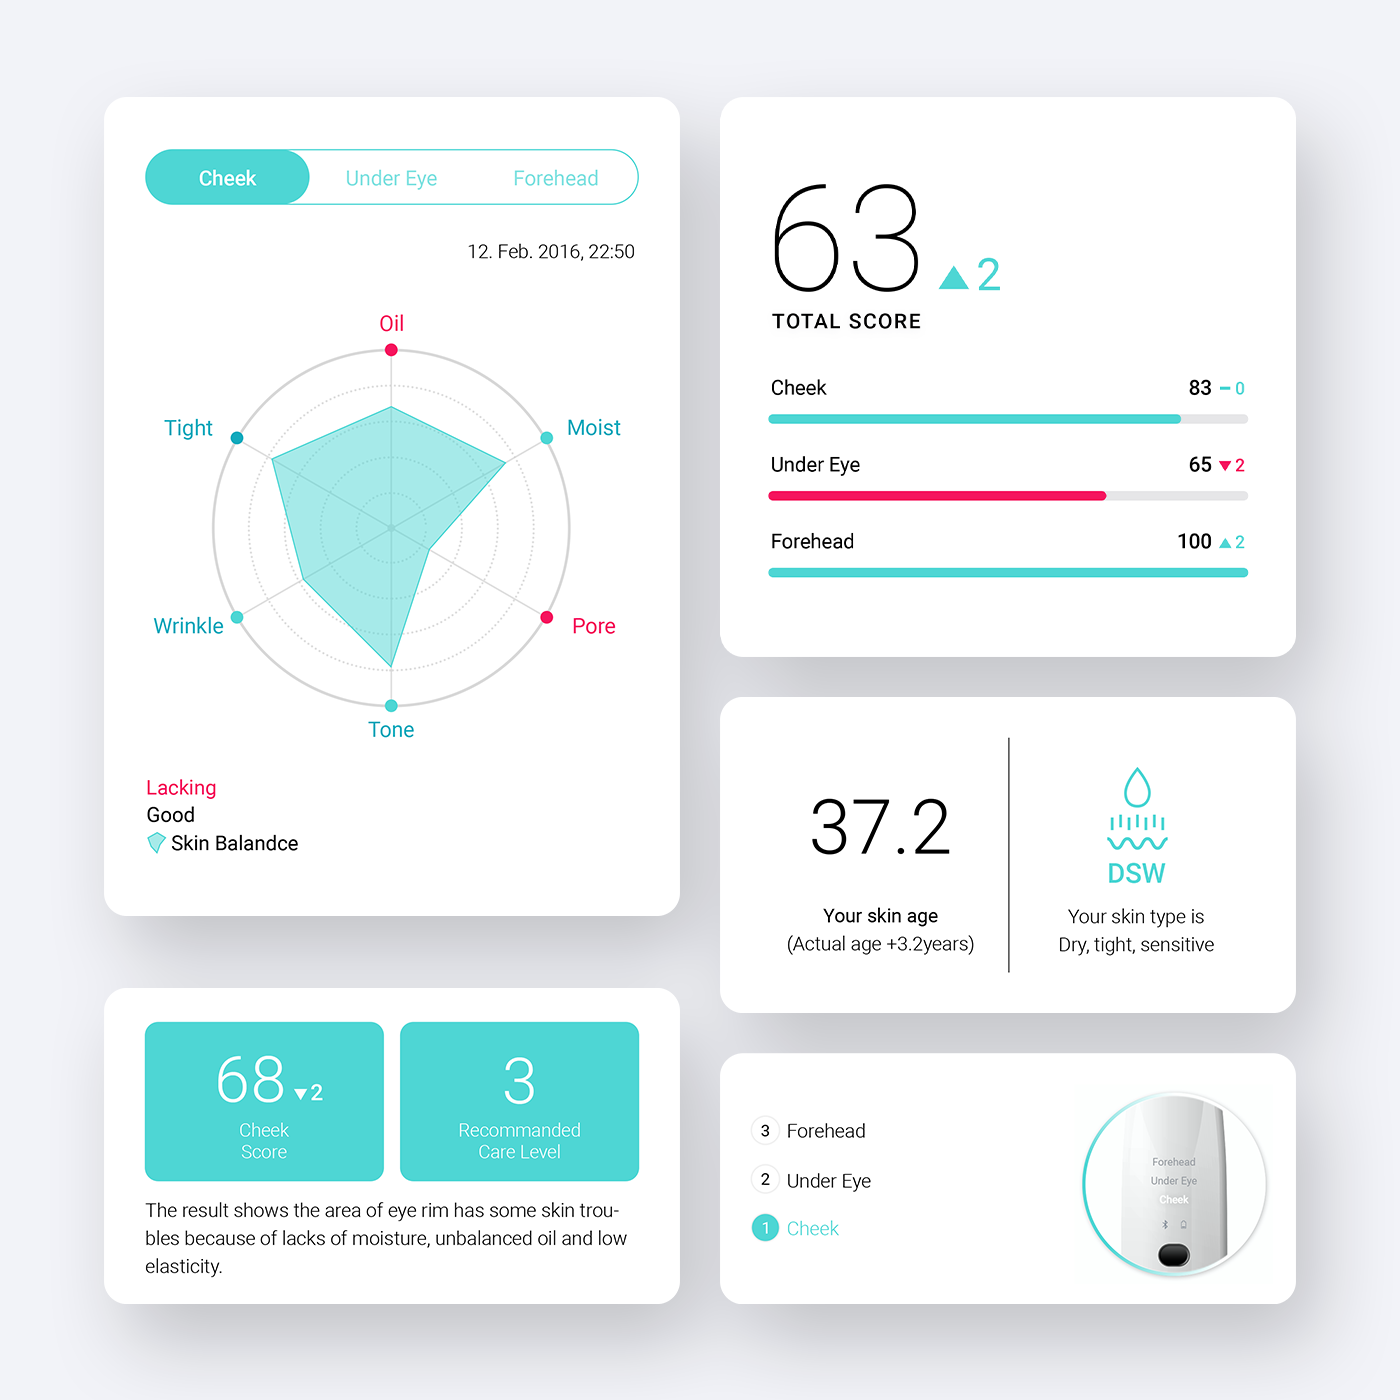 Cheek Under Eye Forehead
12. Feb. 2016, 22:50
Oil
Tight
Moist
Wrinkle
Pore
Tone
Lacking
Good
Skin Balandce
63 ▲2
TOTAL SCORE
Cheek 83 – 0
Under Eye 65 ▼2
Forehead 100 ▲2
37.2
Your skin age
(Actual age +3.2years)
DSW
Your skin type is
Dry, tight, sensitive
68 ▼2
Cheek
Score
3
Recommanded
Care Level
The result shows the area of eye rim has some skin trou-
bles because of lacks of moisture, unbalanced oil and low
elasticity.
3 Forehead
2 Under Eye
1 Cheek
Forehead
Under Eye
Cheek